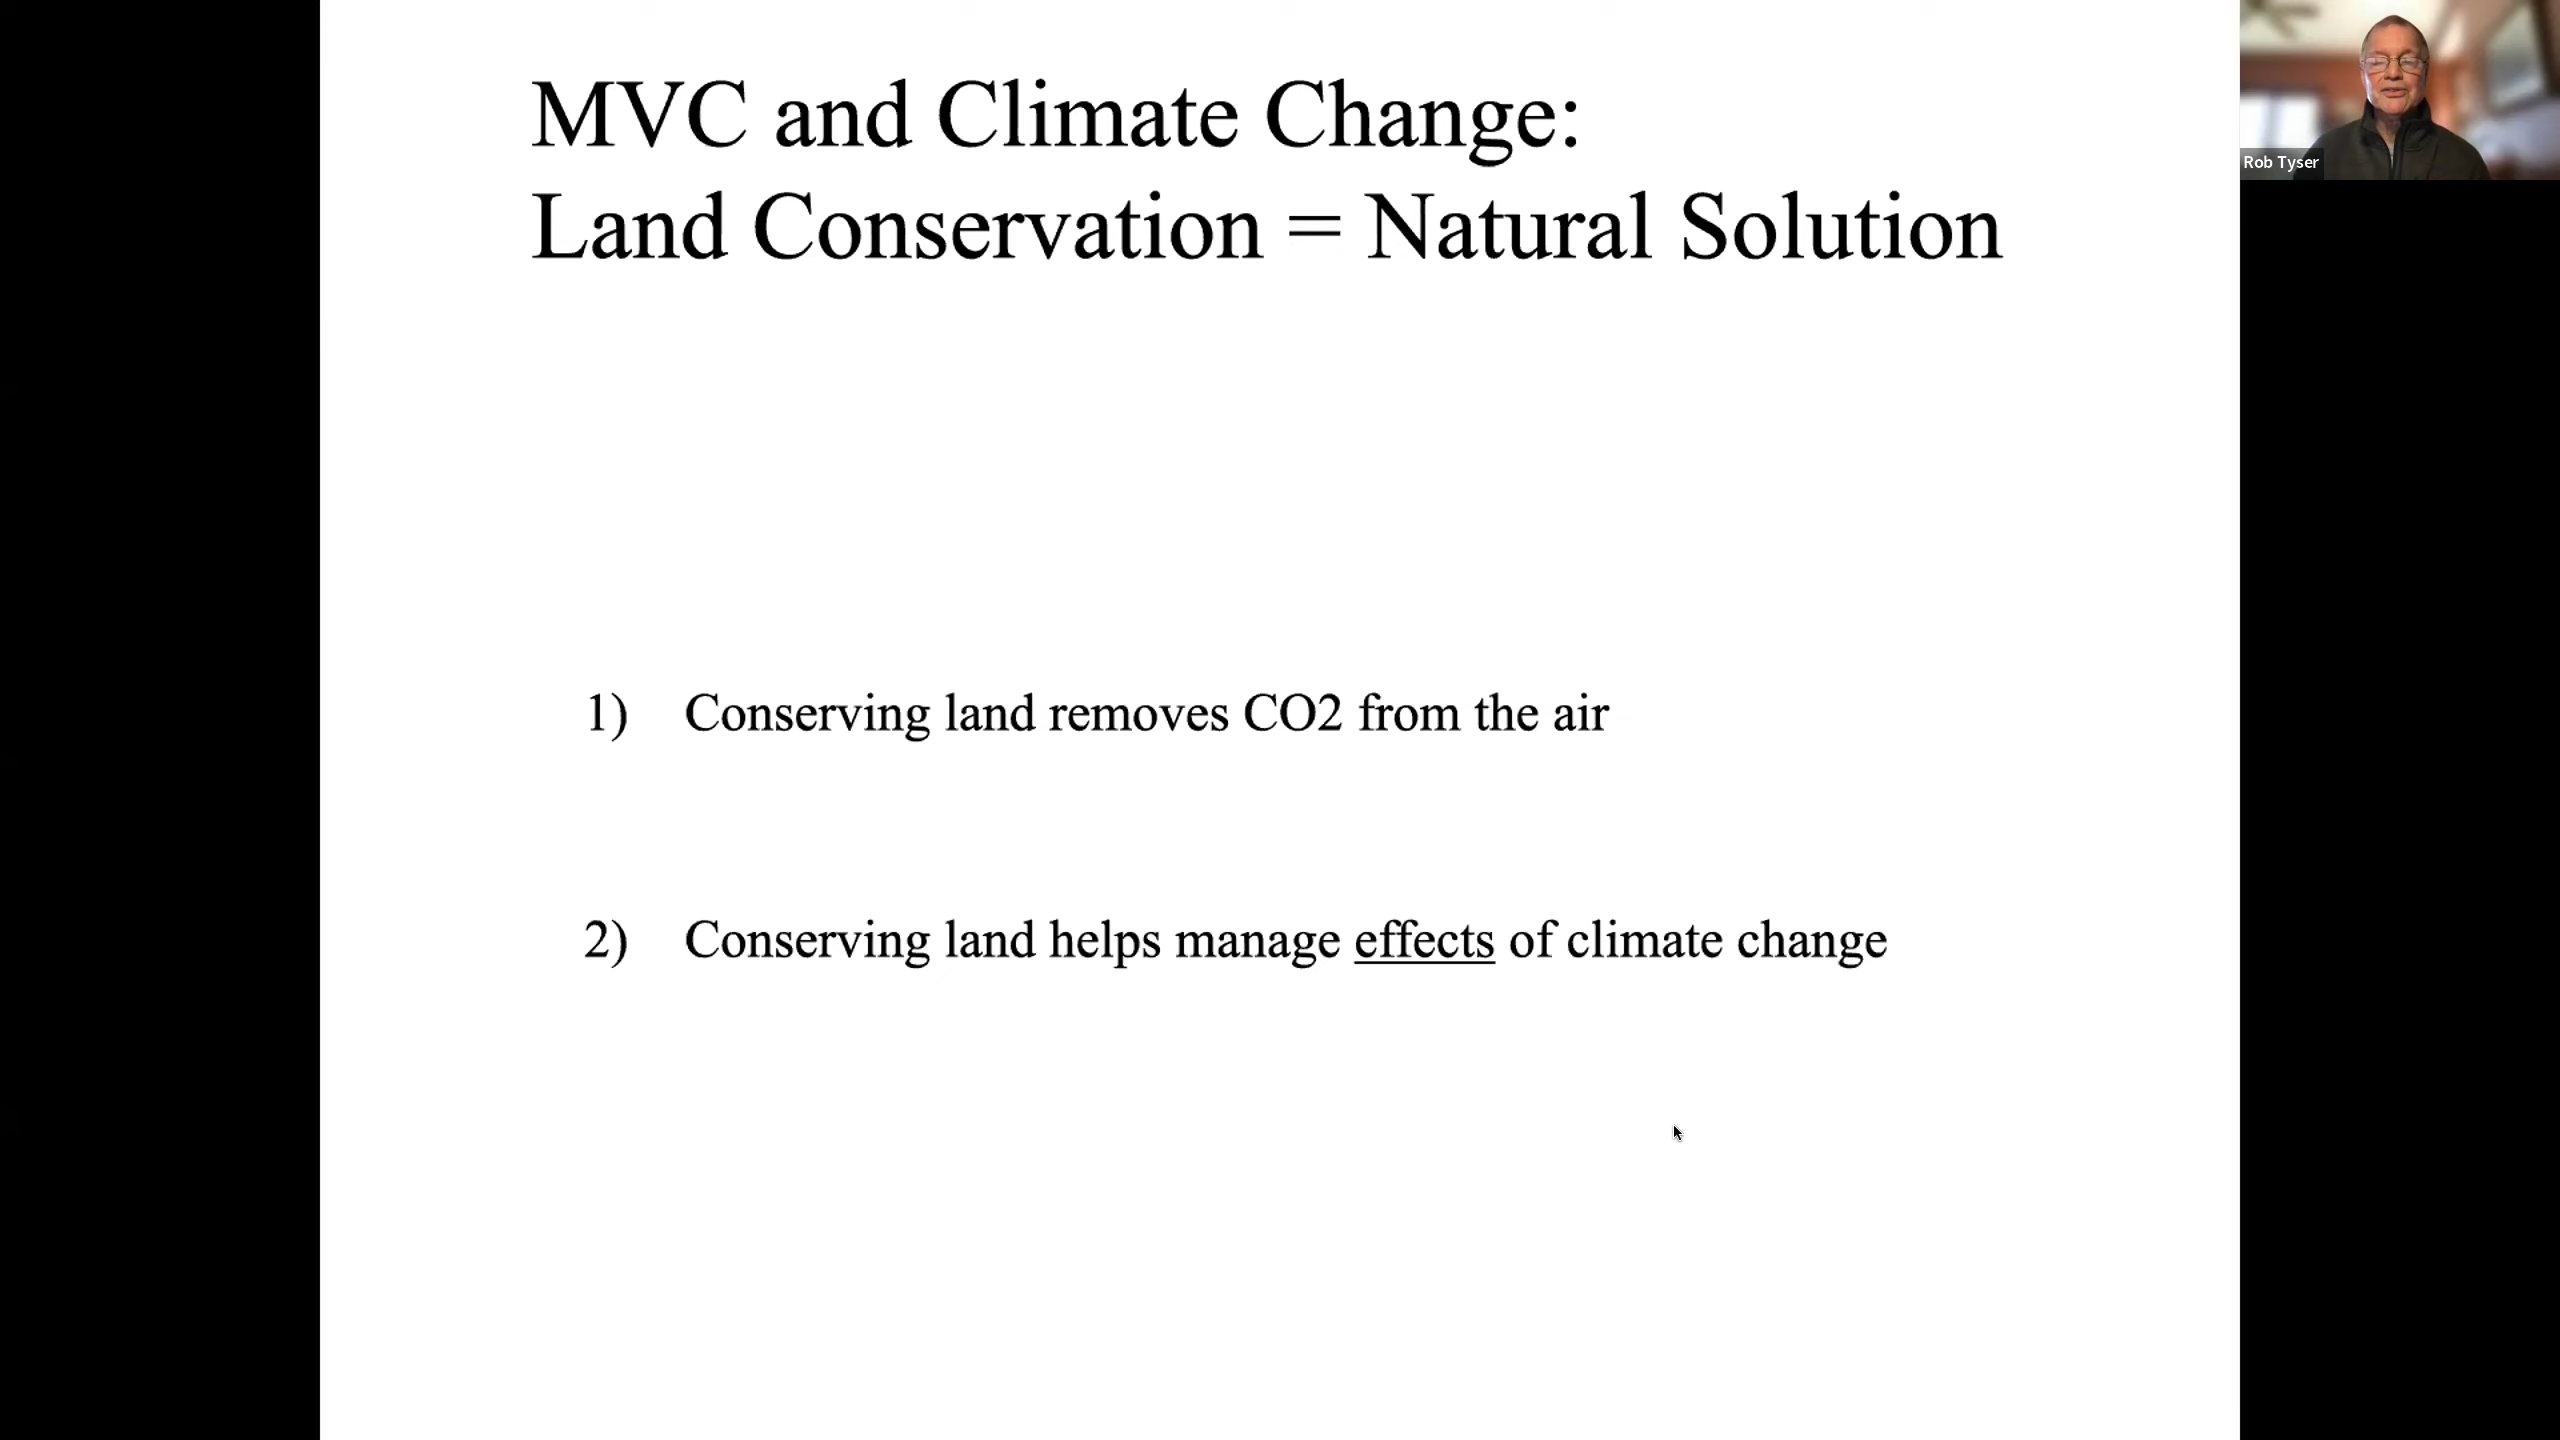 MVC and Climate Change:
Land Conservation = Natural Solution
1) Conserving land removes CO2 from the air
2) Conserving land helps manage effects of climate change
Rob Tyser